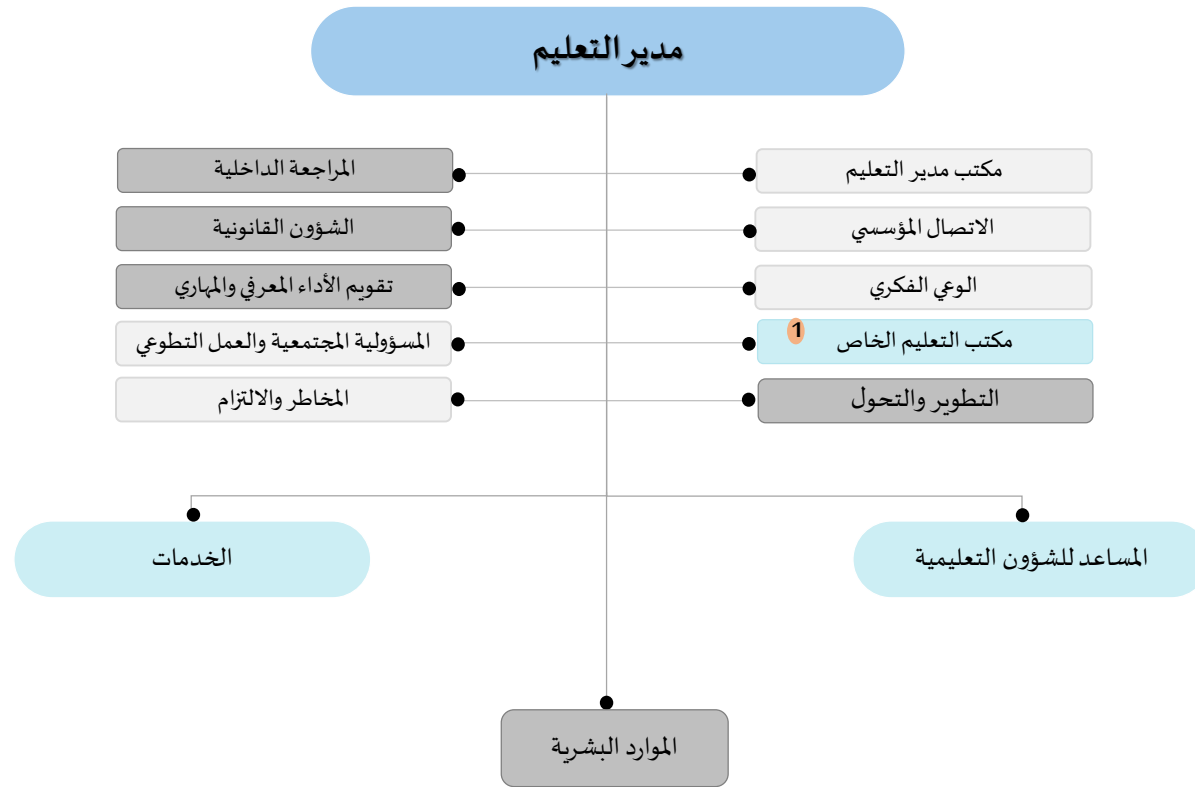 مدير التعليم
مكتب مدير التعليم
المراجعة الداخلية
الاتصال المؤسسي
الشؤون القانونية
الوعي الفكري
تقويم الأداء المعرفي والمهاري
مكتب التعليم الخاص 1
المسؤولية المجتمعية والعمل التطوعي
التطوير والتحول
المخاطر والالتزام
المساعد للشؤون التعليمية
الخدمات
الموارد البشرية